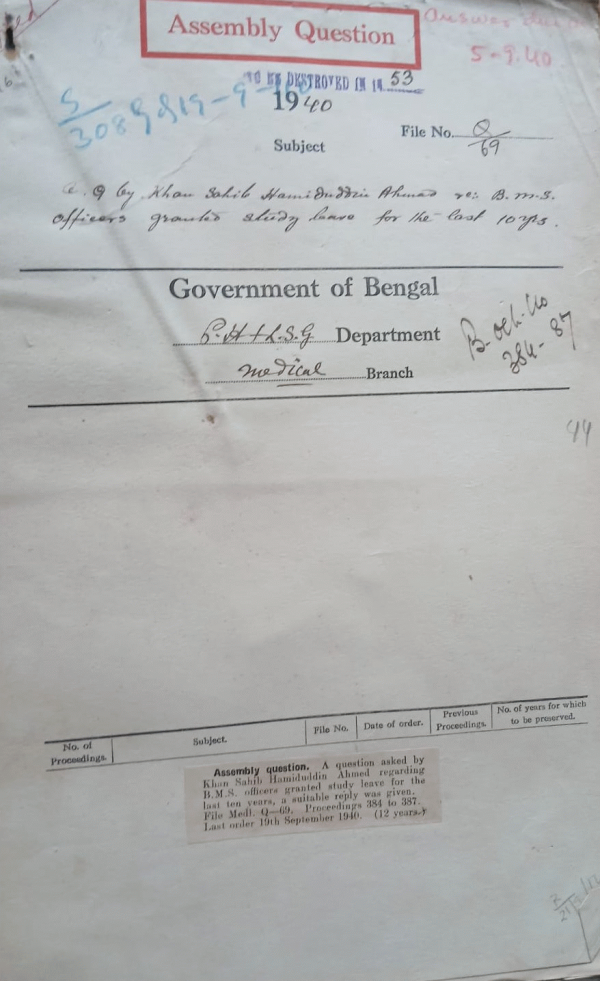 Assembly Question
5-9.40
TO BE DESTROYED IN 19 53
1940
Subject
File No. Q/69
Q by Khan Sahib Hamiduddin Ahmad re: B.M.S.
officers granted study leave for the last 10 yrs.
Government of Bengal
P.H & L.S.G Department
Medical Branch
B. Oct. 40
384-87
44
No. of Proceedings.
Subject.
File No.
Date of order.
Previous Proceedings.
No. of years for which to be preserved.
Assembly question. A question asked by
Khan Sahib Hamiduddin Ahmed regarding
B.M.S. officers granted study leave for the
last ten years, a suitable reply was given.
File Medl. Q—69. Proceedings 384 to 387.
Last order 19th September 1940. (12 years.)